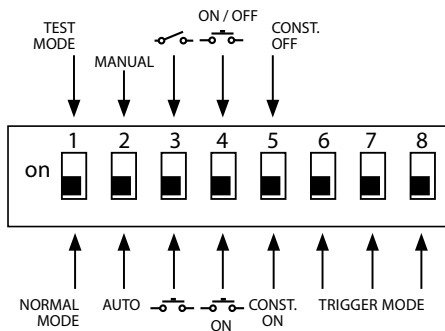 ON / OFF
TEST
MODE
CONST.
OFF
MANUAL
1 2 3 4 5 6 7 8
on
NORMAL
MODE
AUTO
ON
CONST.
ON
TRIGGER MODE